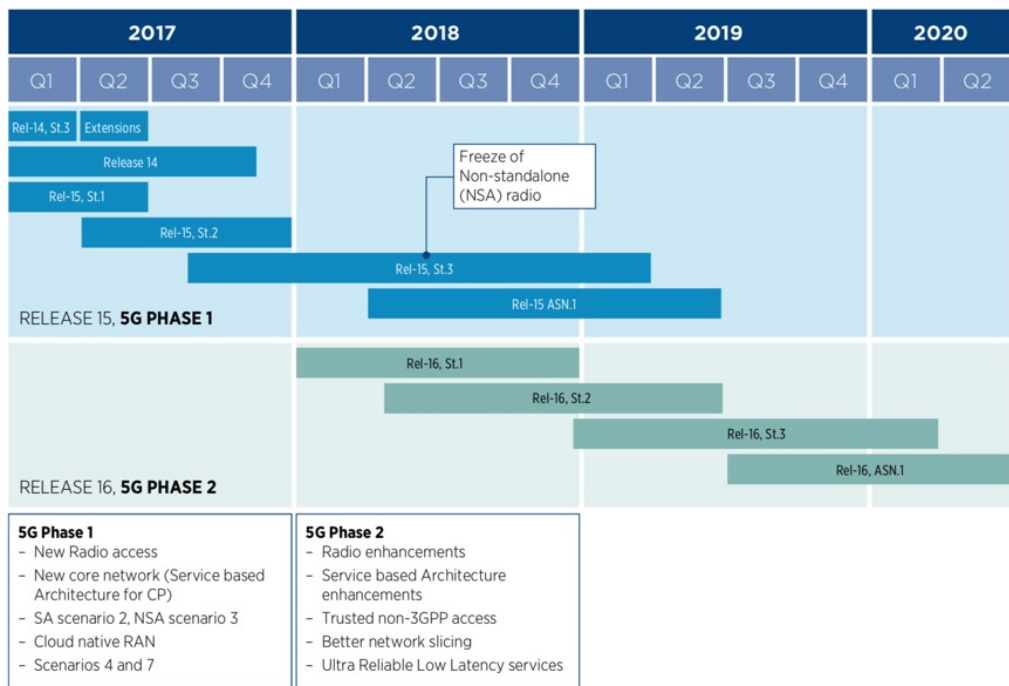 2017 2018 2019 2020
Q1 Q2 Q3 Q4 Q1 Q2 Q3 Q4 Q1 Q2 Q3 Q4 Q1 Q2
Rel-14, St.3 Extensions
Release 14
Freeze of
Non-standalone
(NSA) radio
Rel-15, St.1
Rel-15, St.2
Rel-15, St.3
Rel-15 ASN.1
RELEASE 15, 5G PHASE 1
Rel-16, St.1
Rel-16, St.2
Rel-16, St.3
Rel-16, ASN.1
RELEASE 16, 5G PHASE 2
5G Phase 1
– New Radio access
– New core network (Service based
Architecture for CP)
– SA scenario 2, NSA scenario 3
– Cloud native RAN
– Scenarios 4 and 7
5G Phase 2
– Radio enhancements
– Service based Architecture
enhancements
– Trusted non-3GPP access
– Better network slicing
– Ultra Reliable Low Latency services